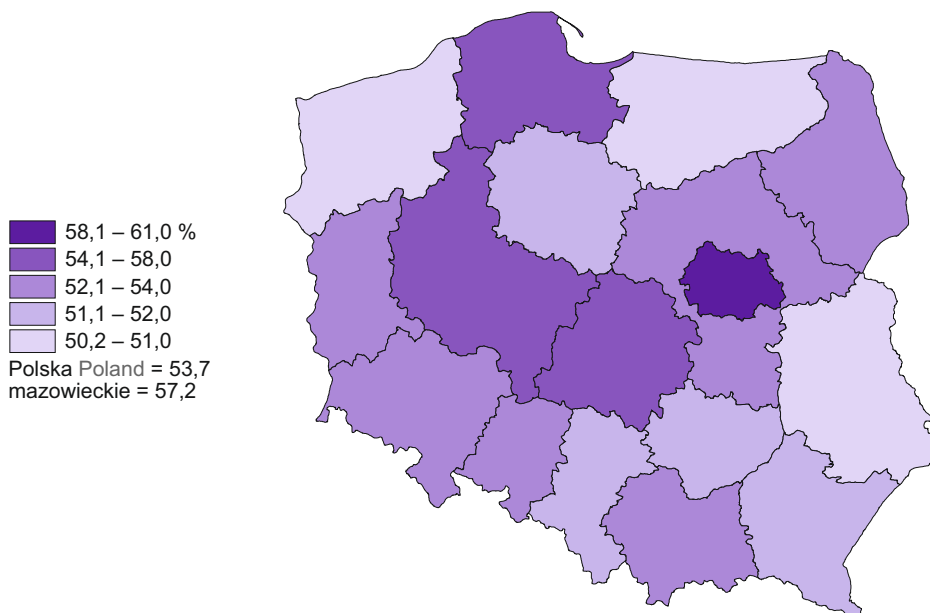 58,1 – 61,0 %
54,1 – 58,0
52,1 – 54,0
51,1 – 52,0
50,2 – 51,0
Polska Poland = 53,7
mazowieckie = 57,2